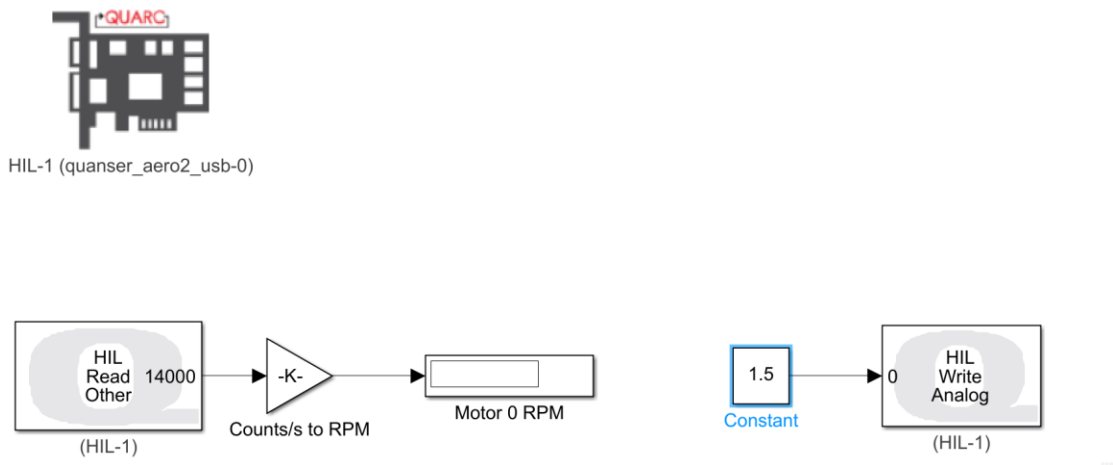 QUARC
HIL-1 (quanser_aero2_usb-0)
HIL
Read
Other
14000
(HIL-1)
-K-
Counts/s to RPM
Motor 0 RPM
1.5
Constant
0
HIL
Write
Analog
(HIL-1)